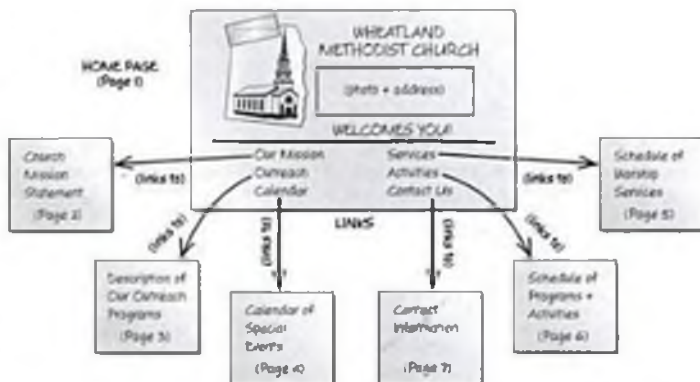 WHEATLAND
METHODIST CHURCH
HOME PAGE
(Page 1)
(photo + address)
WELCOMES YOU!
Our Mission
Outreach
Calendar
Services
Activities
Contact Us
LINKS
(links to)
Church
Mission
Statement
(Page 2)
(links to)
Description of
Our Outreach
Programs
(Page 3)
(links to)
Calendar of
Special
Events
(Page 4)
(links to)
Contact
Information
(Page 7)
(links to)
Schedule of
Programs +
Activities
(Page 6)
(links to)
Schedule of
Worship
Services
(Page 5)